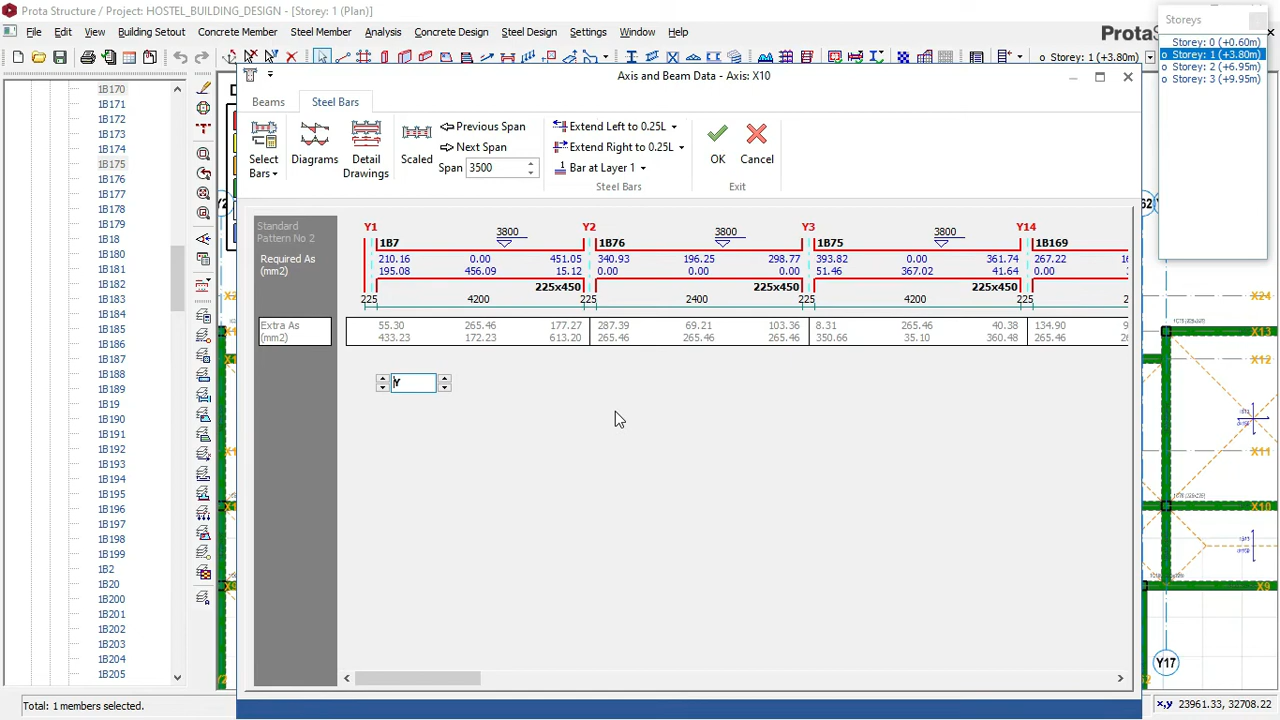 Prota Structure / Project: HOSTEL_BUILDING_DESIGN - [Storey: 1 (Plan)]
File Edit View Building Setout Concrete Member Steel Member Analysis Concrete Design Steel Design Settings Window Help
Storey: 1 (+3.80m)
Storeys
Storey: 0 (+0.60m)
Storey: 1 (+3.80m)
Storey: 2 (+6.95m)
Storey: 3 (+9.95m)
1B170
1B171
1B172
1B173
1B174
1B175
1B176
1B177
1B178
1B179
1B18
1B180
1B181
1B182
1B183
1B184
1B185
1B186
1B187
1B188
1B189
1B19
1B190
1B191
1B192
1B193
1B194
1B195
1B196
1B197
1B198
1B199
1B2
1B20
1B200
1B201
1B202
1B203
1B204
1B205
Axis and Beam Data - Axis: X10
Beams Steel Bars
Select Bars
Diagrams
Detail Drawings
Scaled
Previous Span
Next Span
Span 3500
Extend Left to 0.25L
Extend Right to 0.25L
Bar at Layer 1
Steel Bars
OK
Cancel
Exit
Standard Pattern No 2
Y1 Y2 Y3 Y14
1B7 3800 1B76 3800 1B75 3800 1B169
Required As (mm2)
210.16 0.00 451.05 340.93 196.25 298.77 393.82 0.00 361.74 267.22
195.08 456.09 15.12 0.00 0.00 0.00 51.46 367.02 41.64 0.00
225x450 225x450 225x450
225 4200 225 2400 225 4200 225
Extra As (mm2)
55.30 265.46 177.27 287.39 69.21 103.36 8.31 265.46 40.38 134.90
433.23 172.23 613.20 265.46 265.46 265.46 350.66 35.10 360.48 265.46
Y
X24
X13
X12
X11
X10
X9
Y17
Total: 1 members selected.
x,y 23961.33, 32708.22